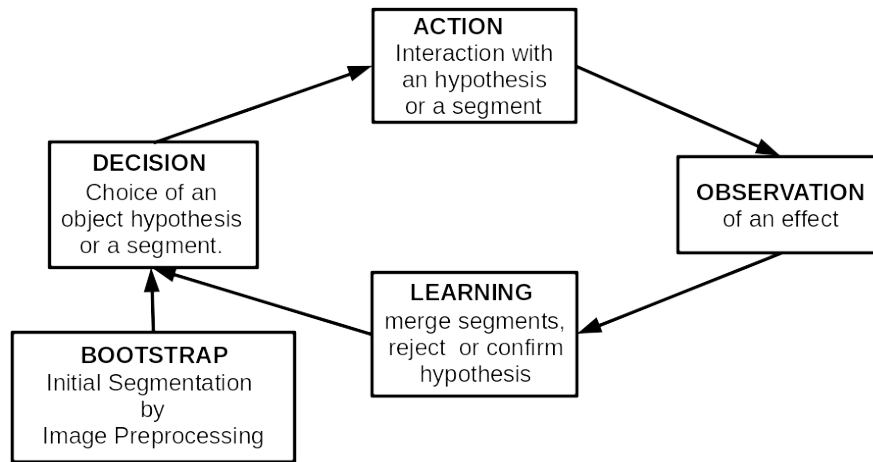 ACTION
Interaction with
an hypothesis
or a segment
DECISION
Choice of an
object hypothesis
or a segment.
OBSERVATION
of an effect
LEARNING
merge segments,
reject or confirm
hypothesis
BOOTSTRAP
Initial Segmentation
by
Image Preprocessing